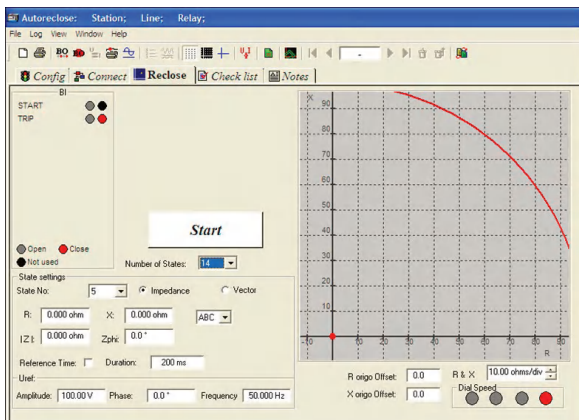 Autoreclose: Station; Line; Relay;
File Log View Window Help
BO
-
Config Connect Reclose Check list Notes
BI
START
TRIP
Open Close
Not used
Start
Number of States: 14
State settings
State No: 5 Impedance Vector
R: 0.000 ohm X: 0.000 ohm ABC
IZI: 0.000 ohm Zphi: 0.0 °
Reference Time: Duration: 200 ms
Uref:
Amplitude: 100.00 V Phase: 0.0 ° Frequency 50.000 Hz
X
90
80
70
60
50
40
30
20
10
-10 0 10 20 30 40 50 60 70 80 90
R
R origo Offset: 0.0 R & X 10.00 ohms/div
X origo Offset: 0.0 Dial Speed